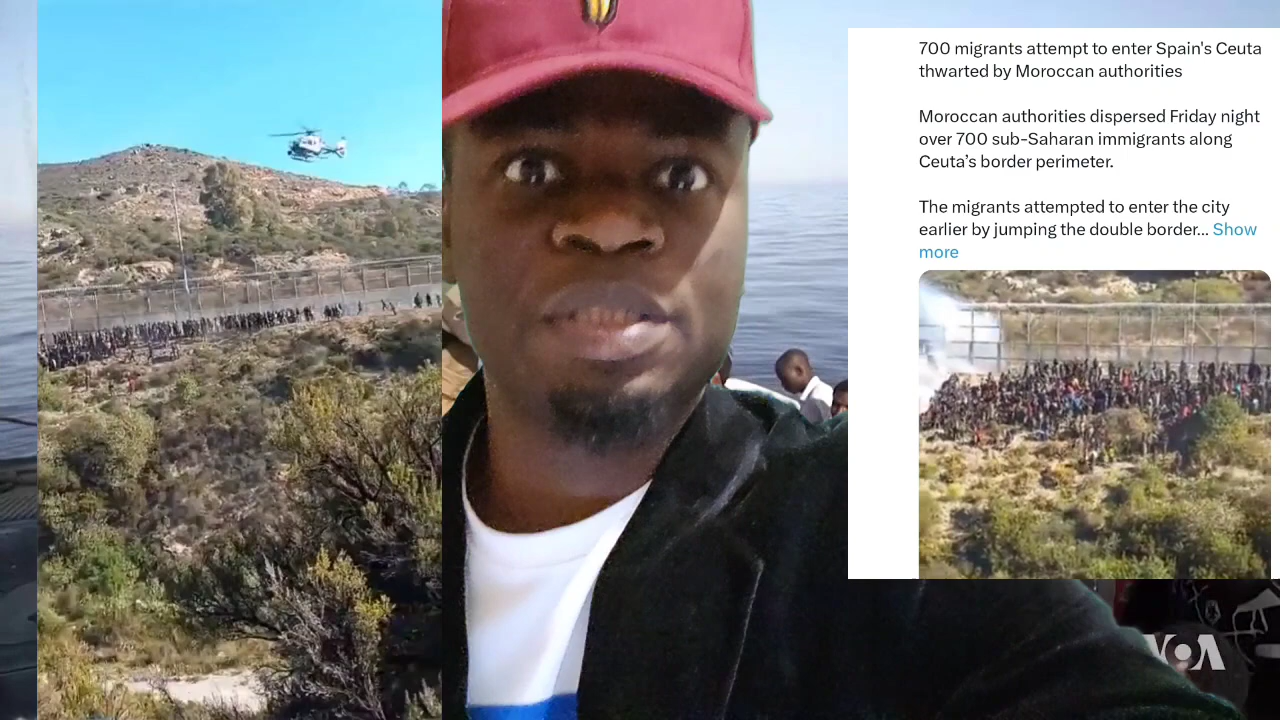 700 migrants attempt to enter Spain's Ceuta
thwarted by Moroccan authorities
Moroccan authorities dispersed Friday night
over 700 sub-Saharan immigrants along
Ceuta’s border perimeter.
The migrants attempted to enter the city
earlier by jumping the double border... Show
more
VOA